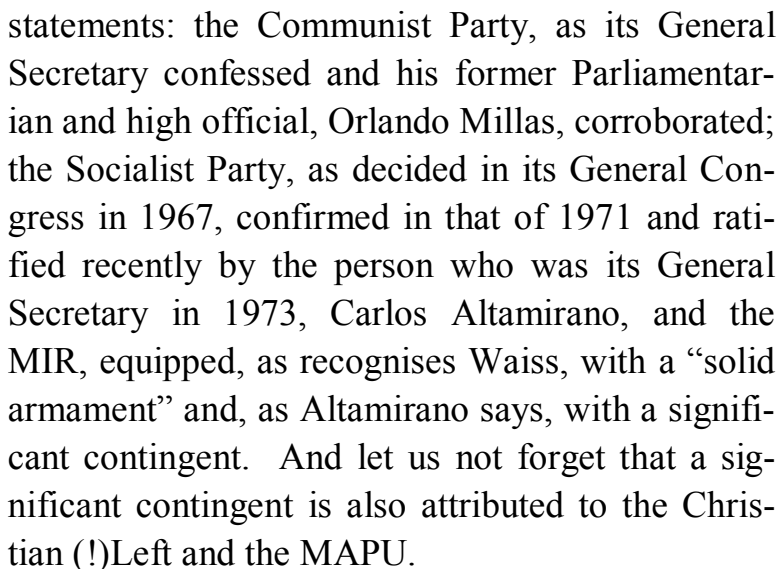 statements: the Communist Party, as its General
Secretary confessed and his former Parliamentar-
ian and high official, Orlando Millas, corroborated;
the Socialist Party, as decided in its General Con-
gress in 1967, confirmed in that of 1971 and rati-
fied recently by the person who was its General
Secretary in 1973, Carlos Altamirano, and the
MIR, equipped, as recognises Waiss, with a “solid
armament” and, as Altamirano says, with a signifi-
cant contingent.  And let us not forget that a sig-
nificant contingent is also attributed to the Chris-
tian (!)Left and the MAPU.